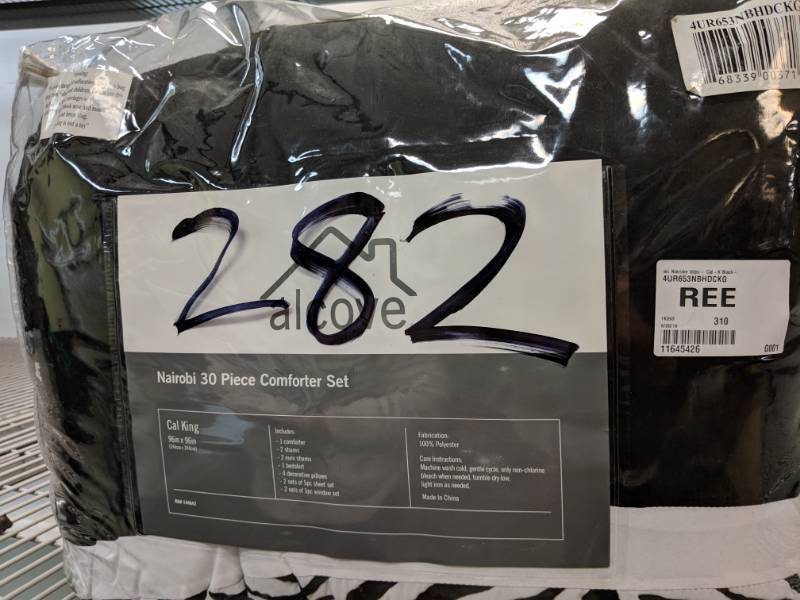 4UR653NBHDCKG
68339 00371
282
alcove
4UR653NBHDCKG
REE
310
11645426
G001
Nairobi 30 Piece Comforter Set
Cal King
96in x 96in
Includes:
- 1 comforter
- 2 shams
- 2 euro shams
- 1 bedskirt
- 4 decorative pillows
- 2 sets of 5pc sheet set
- 2 sets of 5pc window set
Fabrication:
100% Polyester
Care Instructions:
Machine wash cold, gentle cycle, only non-chlorine
bleach when needed, tumble dry low,
light iron as needed.
Made In China